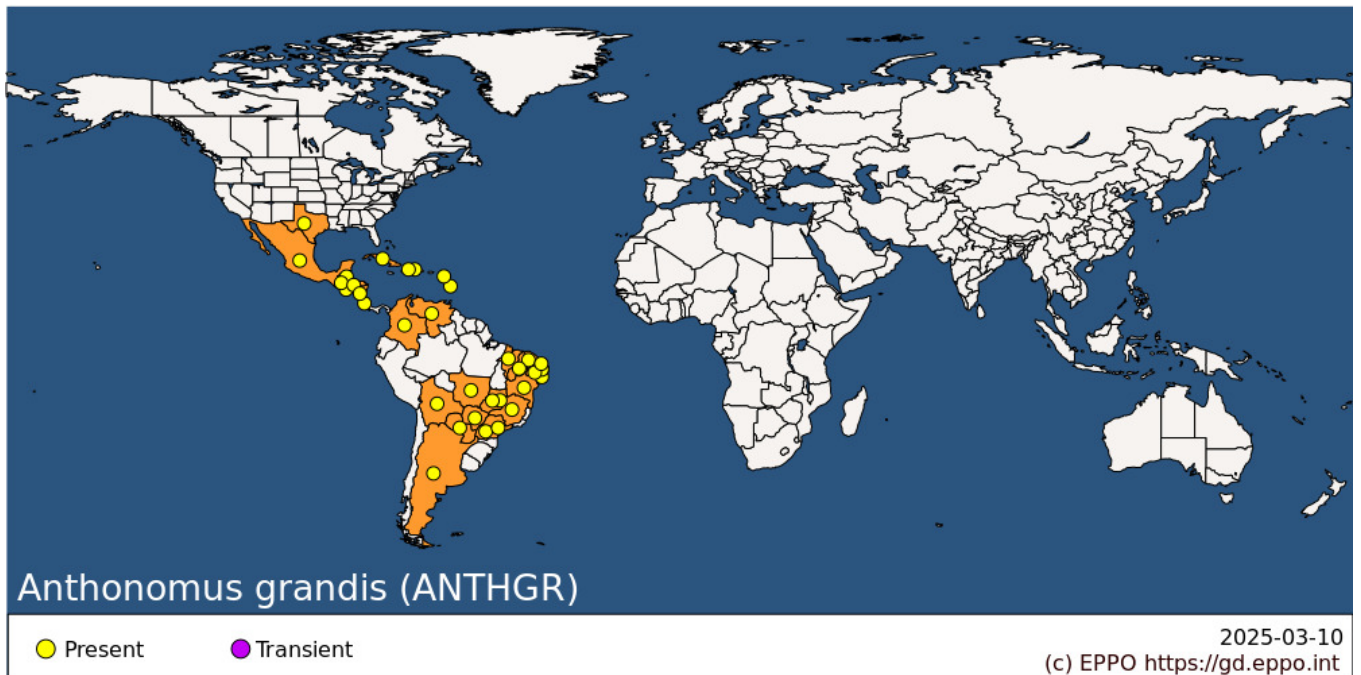 Anthonomus grandis (ANTHGR)
Present
Transient
2025-03-10
(c) EPPO https://gd.eppo.int